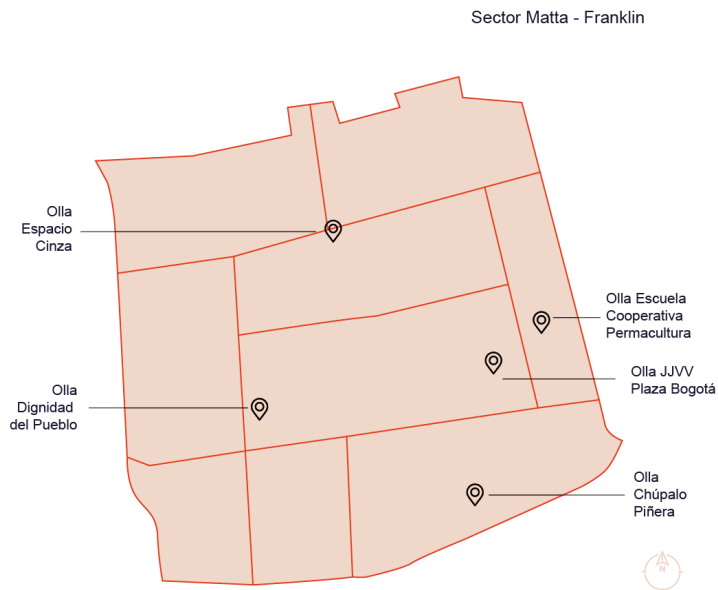 Sector Matta - Franklin
Olla
Espacio
Cinza
Olla Escuela
Cooperativa
Permacultura
Olla JJVV
Plaza Bogotá
Olla
Dignidad
del Pueblo
Olla
Chúpalo
Piñera
N